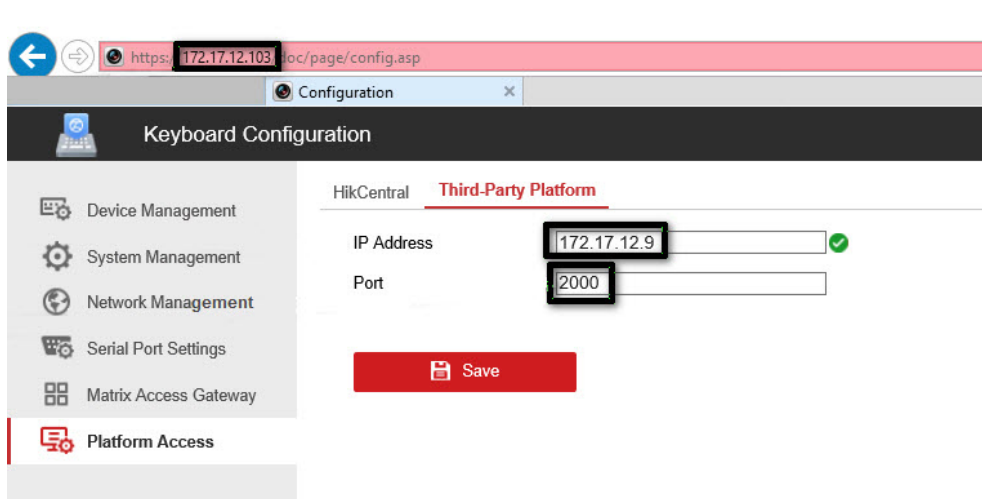 https:/ 172.17.12.103 doc/page/config.asp
Configuration ×
Keyboard Configuration
HikCentral Third-Party Platform
Device Management
IP Address 172.17.12.9
System Management
Port 2000
Network Management
Serial Port Settings
Save
Matrix Access Gateway
Platform Access